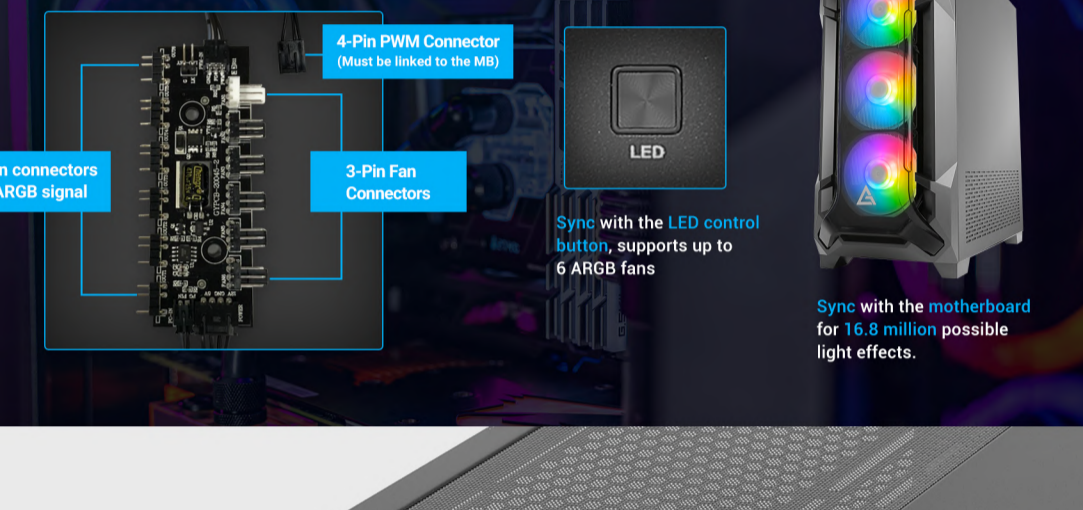 4-Pin PWM Connector
(Must be linked to the MB)
n connectors
ARGB signal
3-Pin Fan
Connectors
LED
Sync with the LED control
button, supports up to
6 ARGB fans
Sync with the motherboard
for 16.8 million possible
light effects.